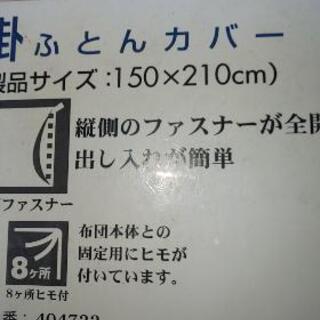 掛ふとんカバー
製品サイズ:150×210cm)
縦側のファスナーが全開
出し入れが簡単
ファスナー
布団本体との
固定用にヒモが
付いています。
8ヶ所
8ヶ所ヒモ付
番: